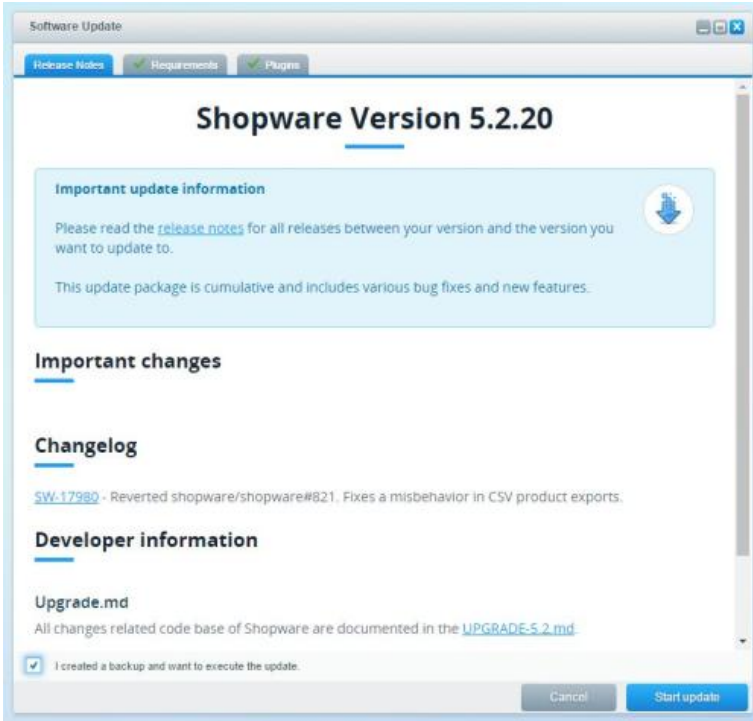 Software Update
Release Notes
Requirements
Plugins
Shopware Version 5.2.20
Important update information
Please read the release notes for all releases between your version and the version you
want to update to.
This update package is cumulative and includes various bug fixes and new features.
Important changes
Changelog
SW-17980 - Reverted shopware/shopware#821. Fixes a misbehavior in CSV product exports.
Developer information
Upgrade.md
All changes related code base of Shopware are documented in the UPGRADE-5.2.md.
I created a backup and want to execute the update.
Cancel
Start update